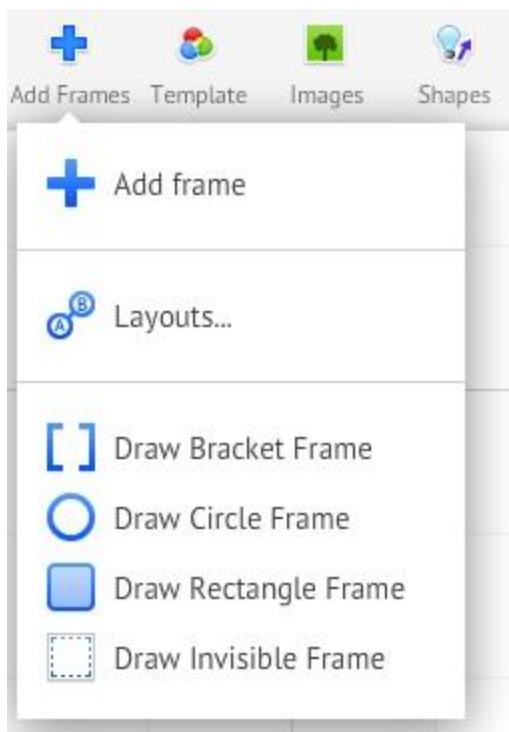 Add Frames Template Images Shapes
Add frame
A B
Layouts...
Draw Bracket Frame
Draw Circle Frame
Draw Rectangle Frame
Draw Invisible Frame